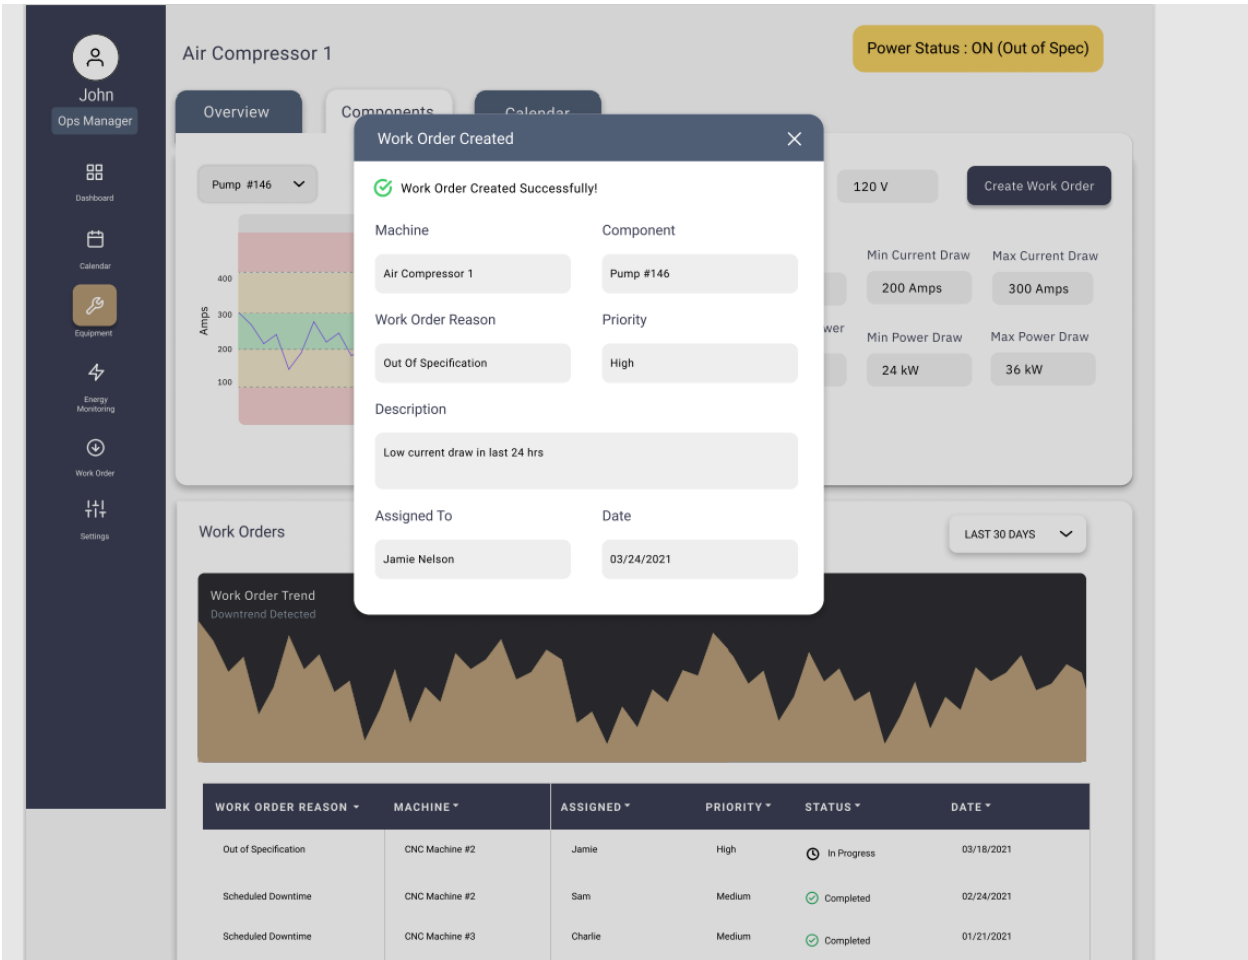 John
Ops Manager
Dashboard
Calendar
Equipment
Energy
Monitoring
Work Order
Settings
Air Compressor 1
Power Status : ON (Out of Spec)
Overview
Components
Calendar
Pump #146
120 V
Create Work Order
Amps
400
300
200
100
Min Current Draw
Max Current Draw
200 Amps
300 Amps
wer
Min Power Draw
Max Power Draw
24 kW
36 kW
Work Order Created
Work Order Created Successfully!
Machine
Component
Air Compressor 1
Pump #146
Work Order Reason
Priority
Out Of Specification
High
Description
Low current draw in last 24 hrs
Assigned To
Date
Jamie Nelson
03/24/2021
Work Orders
LAST 30 DAYS
Work Order Trend
Downtrend Detected
WORK ORDER REASON MACHINE ASSIGNED PRIORITY STATUS DATE
Out of Specification CNC Machine #2 Jamie High In Progress 03/18/2021
Scheduled Downtime CNC Machine #2 Sam Medium Completed 02/24/2021
Scheduled Downtime CNC Machine #3 Charlie Medium Completed 01/21/2021